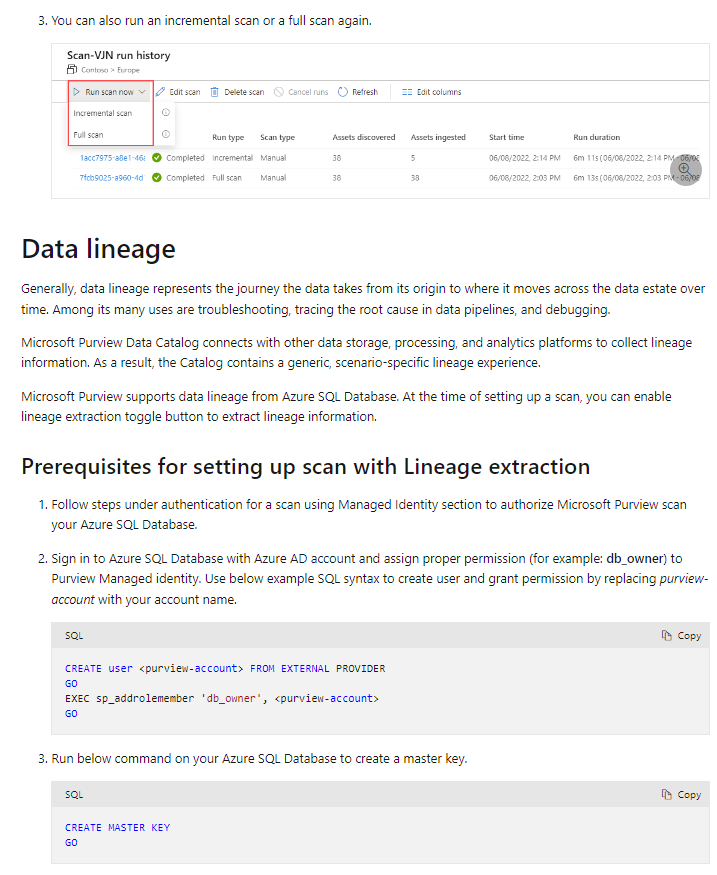 3. You can also run an incremental scan or a full scan again.
Scan-VJN run history
Contoso > Europe
Run scan now
Edit scan
Delete scan
Cancel runs
Refresh
Edit columns
Incremental scan
Full scan
Run type Scan type Assets discovered Assets ingested Start time Run duration
1acc7975-a8e1-46a Completed Incremental Manual 38 5 06/08/2022, 2:14 PM 6m 11s (06/08/2022, 2:14 PM - 06/08
7fcb9025-a960-4d Completed Full scan Manual 38 38 06/08/2022, 2:03 PM 6m 13s (06/08/2022, 2:03 PM - 06/08
Data lineage
Generally, data lineage represents the journey the data takes from its origin to where it moves across the data estate over
time. Among its many uses are troubleshooting, tracing the root cause in data pipelines, and debugging.
Microsoft Purview Data Catalog connects with other data storage, processing, and analytics platforms to collect lineage
information. As a result, the Catalog contains a generic, scenario-specific lineage experience.
Microsoft Purview supports data lineage from Azure SQL Database. At the time of setting up a scan, you can enable
lineage extraction toggle button to extract lineage information.
Prerequisites for setting up scan with Lineage extraction
1. Follow steps under authentication for a scan using Managed Identity section to authorize Microsoft Purview scan
your Azure SQL Database.
2. Sign in to Azure SQL Database with Azure AD account and assign proper permission (for example: db_owner) to
Purview Managed identity. Use below example SQL syntax to create user and grant permission by replacing purview-
account with your account name.
SQL Copy
CREATE user <purview-account> FROM EXTERNAL PROVIDER
GO
EXEC sp_addrolemember 'db_owner', <purview-account>
GO
3. Run below command on your Azure SQL Database to create a master key.
SQL Copy
CREATE MASTER KEY
GO